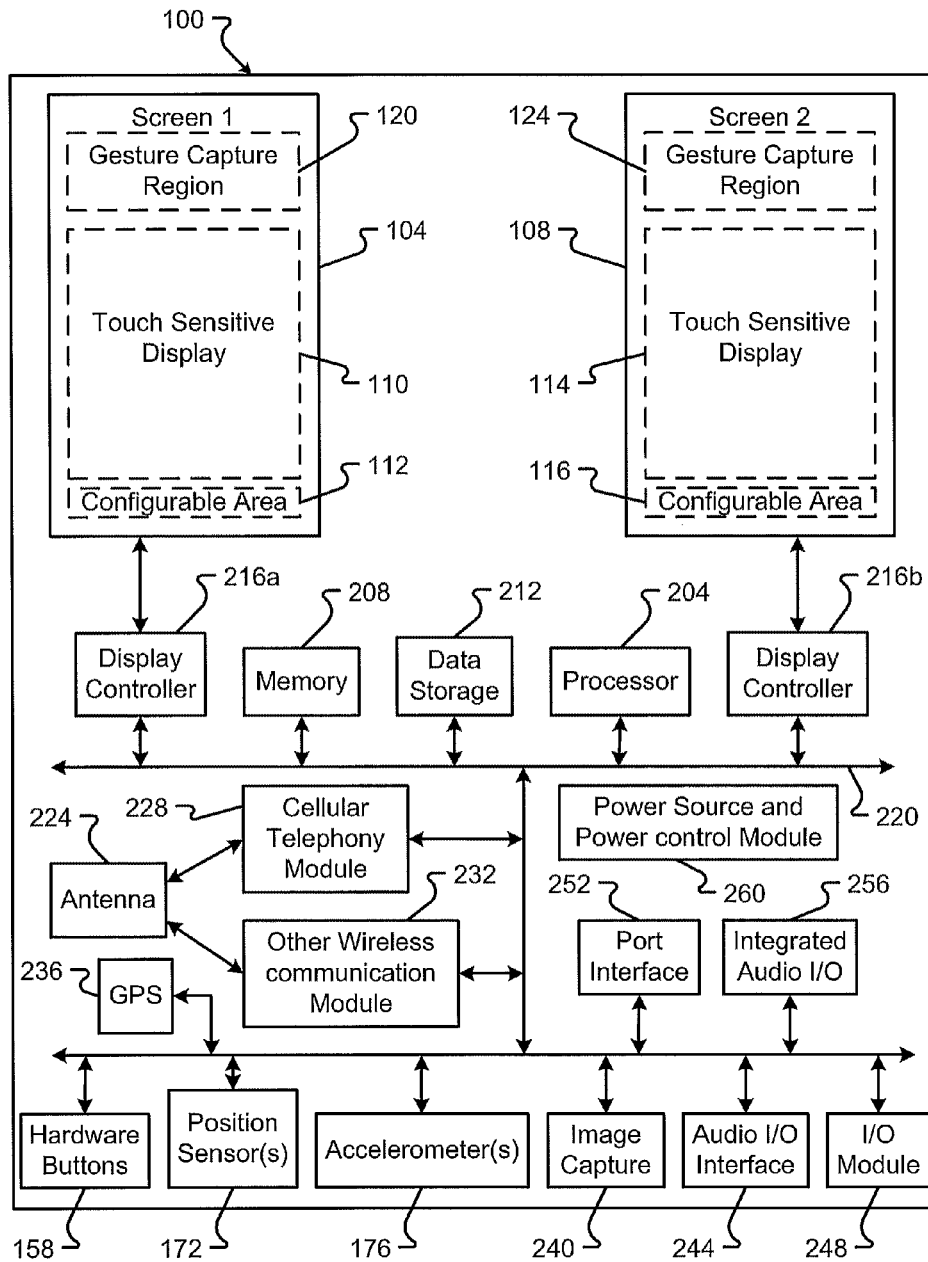 100
Screen 1
Gesture Capture
Region
120
104
Touch Sensitive
Display
110
112
Configurable Area
Screen 2
124
Gesture Capture
Region
108
Touch Sensitive
Display
114
116
Configurable Area
216a
208
212
204
216b
Display
Controller
Memory
Data
Storage
Processor
Display
Controller
220
228
Cellular
Telephony
Module
Power Source and
Power control Module
224
Antenna
232
260
252
256
Other Wireless
communication
Module
Port
Interface
Integrated
Audio I/O
236
GPS
Hardware
Buttons
Position
Sensor(s)
Accelerometer(s)
Image
Capture
Audio I/O
Interface
I/O
Module
158
172
176
240
244
248